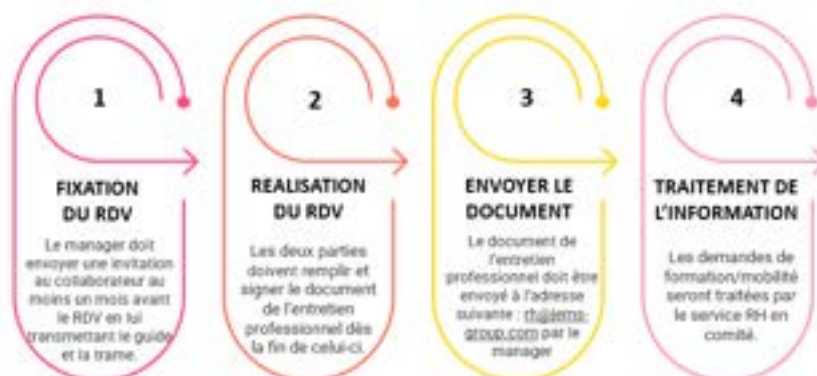 1
FIXATION
DU RDV
Le manager doit
envoyer une invitation
au collaborateur au
moins un mois avant
le RDV en lui
transmettant le guide
et la trame.
2
REALISATION
DU RDV
Les deux parties
doivent remplir et
signer le document
de l'entretien
professionnel dès
la fin de celui-ci.
3
ENVOYER LE
DOCUMENT
Le document de
l'entretien
professionnel doit être
envoyé à l'adresse
suivante :
group.com par le
manager
4
TRAITEMENT DE
L'INFORMATION
Les demandes de
formation/mobilité
seront traitées par
le service RH en
comité.